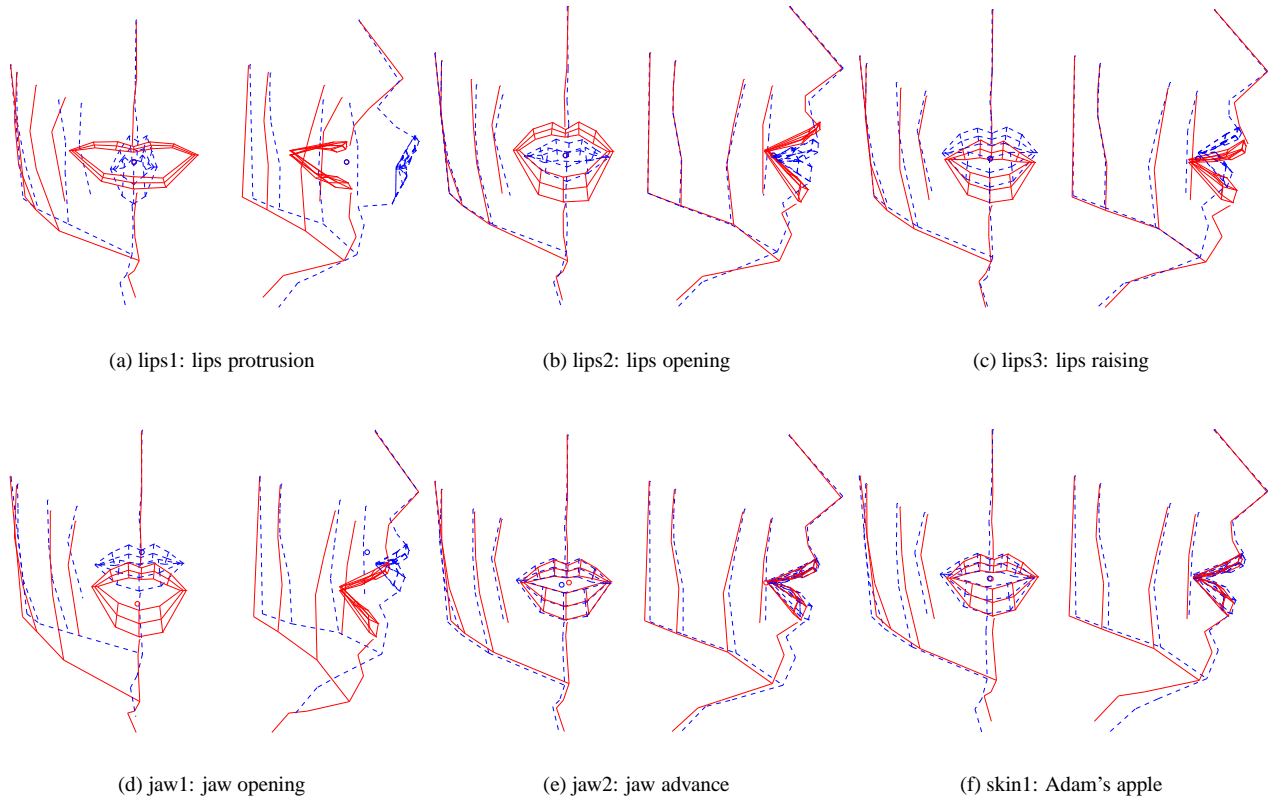 (a) lips1: lips protrusion
(b) lips2: lips opening
(c) lips3: lips raising
(d) jaw1: jaw opening
(e) jaw2: jaw advance
(f) skin1: Adam's apple